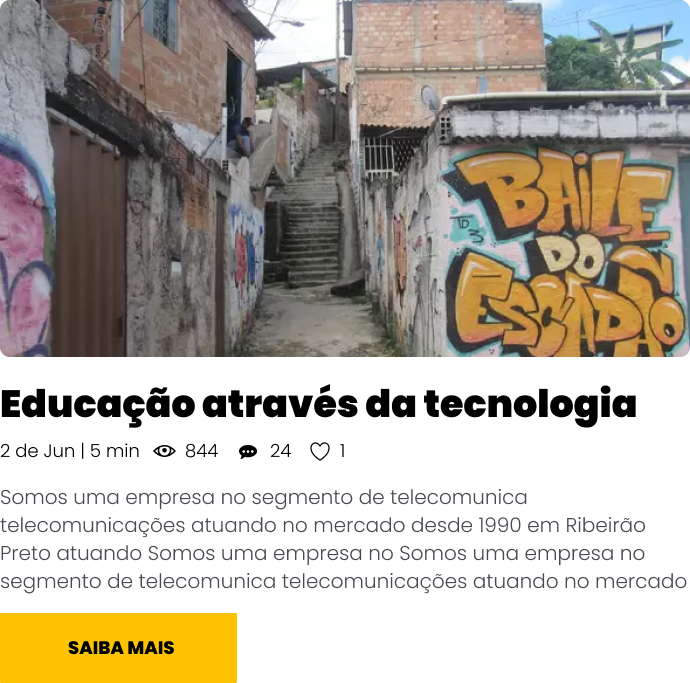 BAILE
DO
ESCADÃO
Educação através da tecnologia
2 de Jun | 5 min 844 24 1
Somos uma empresa no segmento de telecomunica
telecomunicações atuando no mercado desde 1990 em Ribeirão
Preto atuando Somos uma empresa no Somos uma empresa no
segmento de telecomunica telecomunicações atuando no mercado
SAIBA MAIS